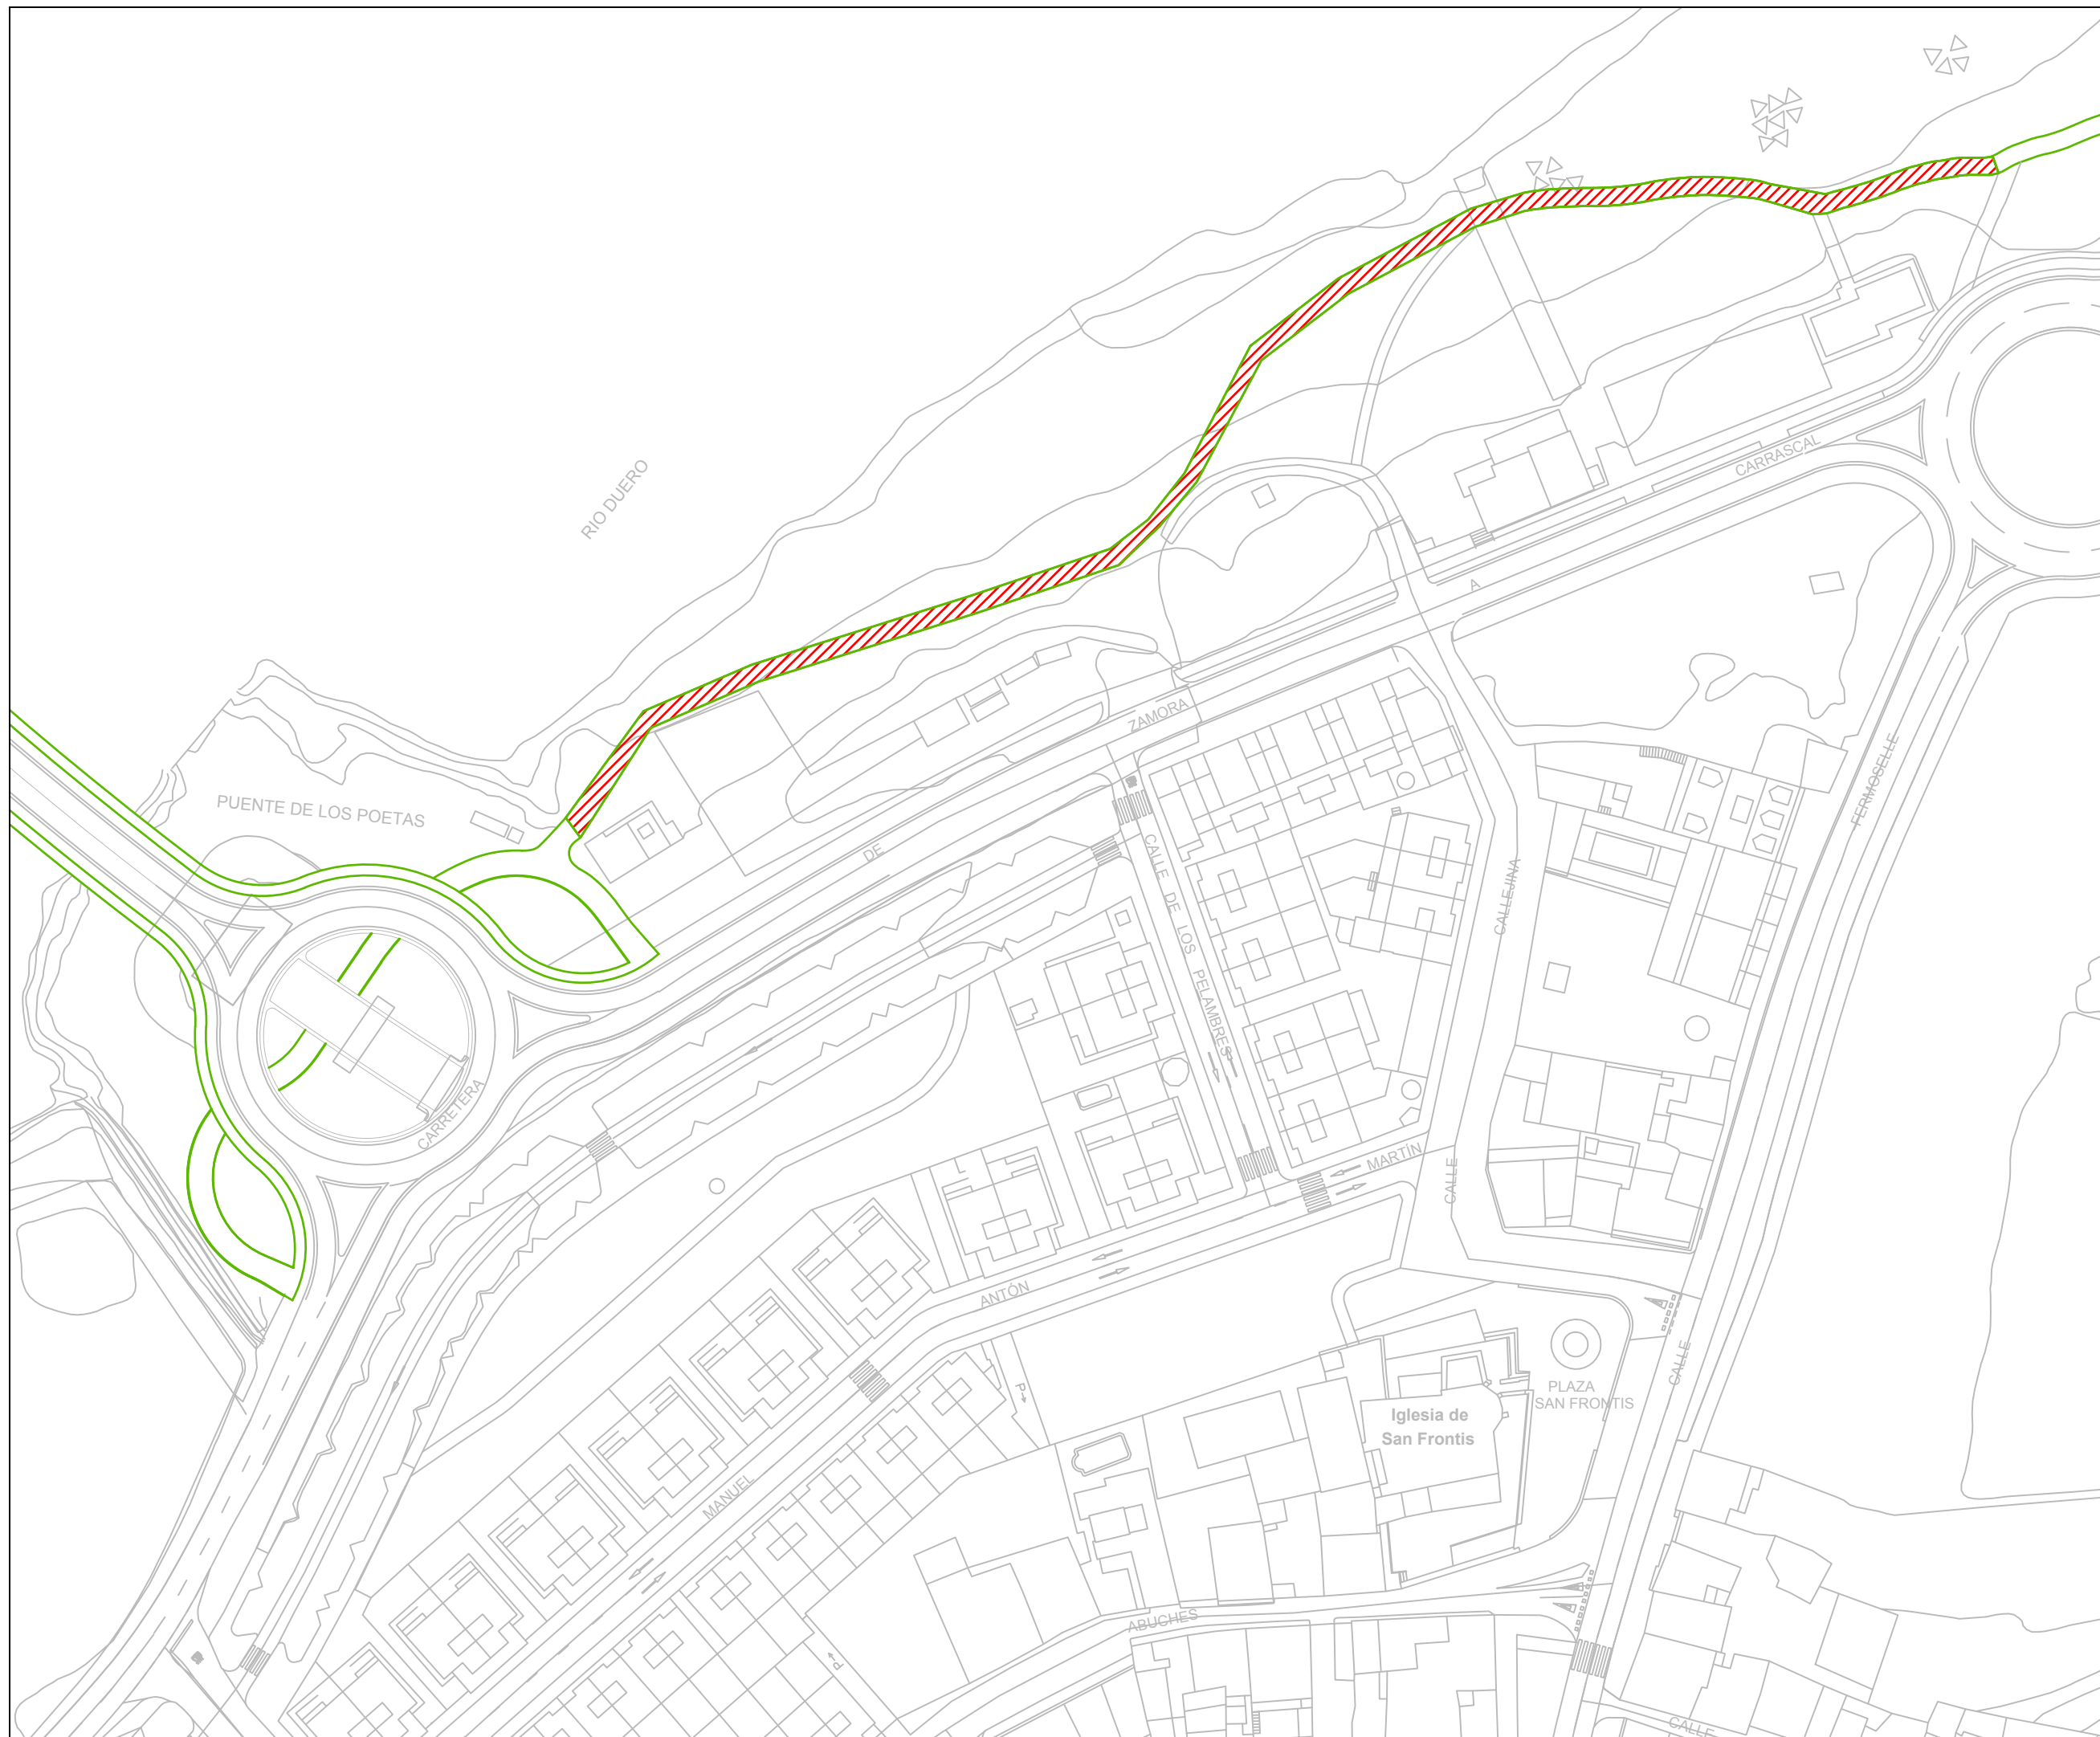 RIO DUERO
CARRASCAL
A
ZAMORA
DE
PUENTE DE LOS POETAS
FERMOSELLE
CALLE DE LOS PELAMBRES
CALLEJINA
CARRETERA
MARTÍN
CALLE
ANTÓN
CALLE
PLAZA
SAN FRONTIS
Iglesia de
San Frontis
P
MANUEL
ABUCHES
P
CALLE